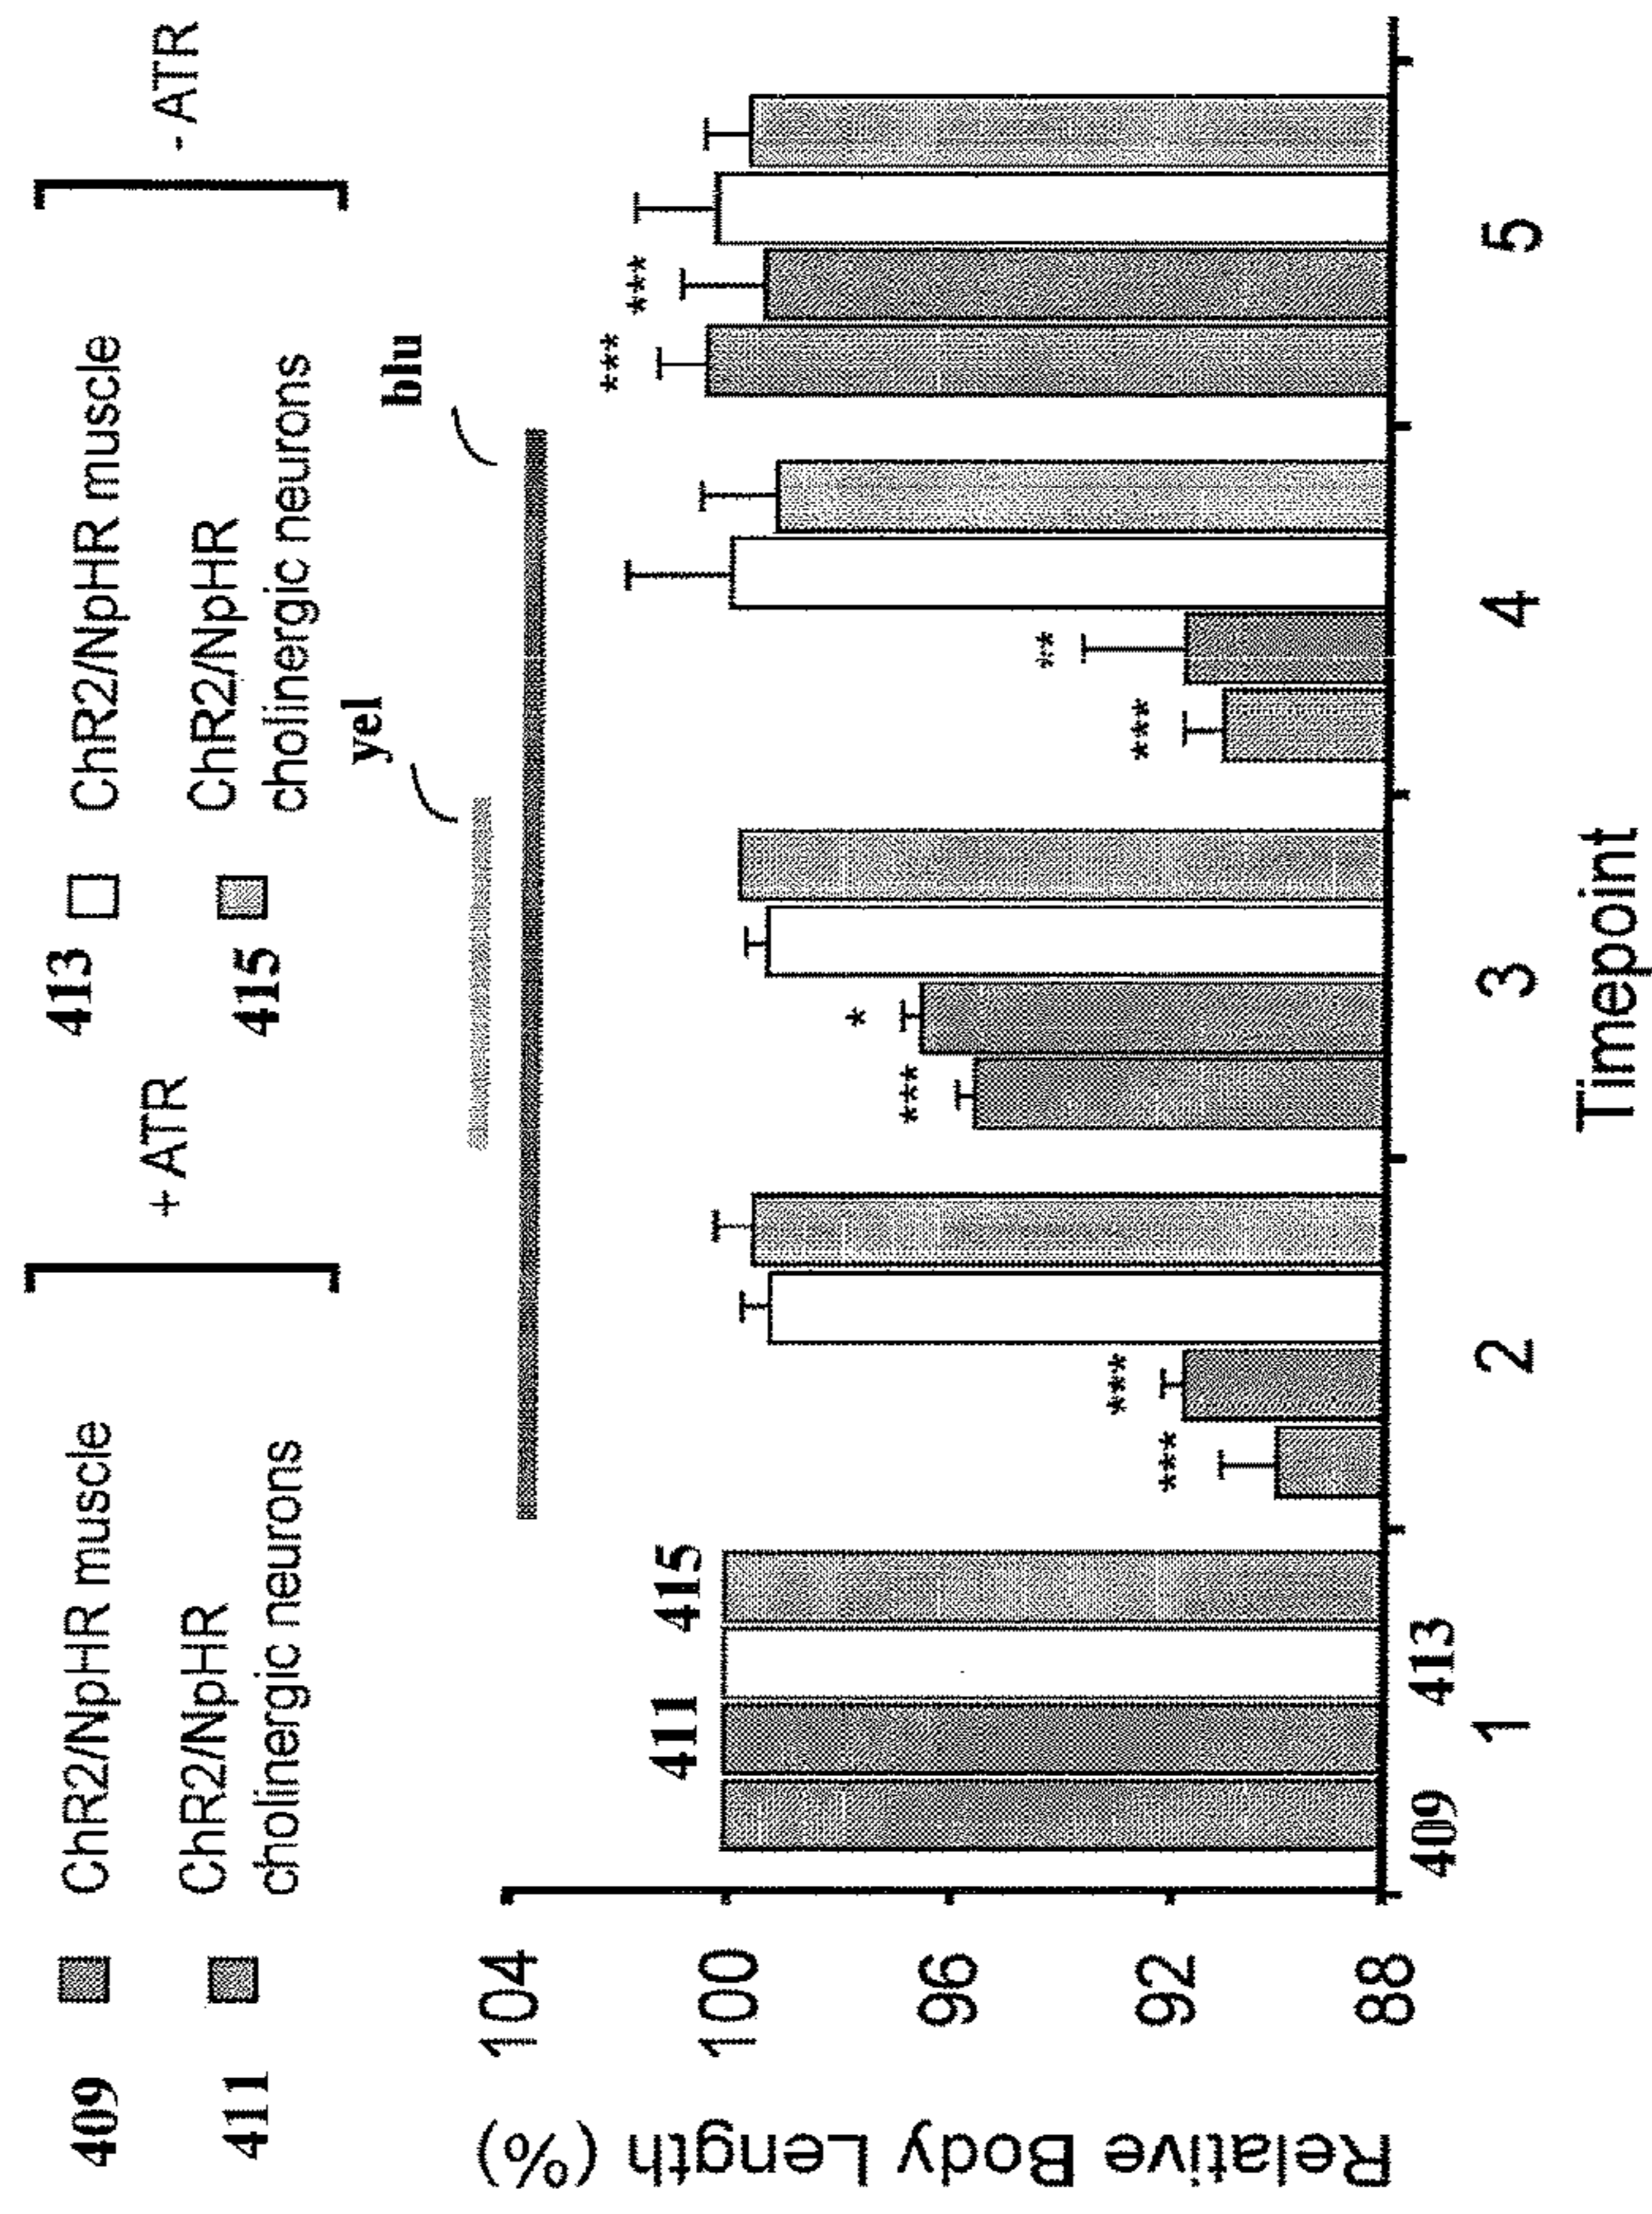 409 ChR2/NpHR muscle
411 ChR2/NpHR
cholinergic neurons
+ ATR
413 ChR2/NpHR muscle
415 ChR2/NpHR
cholinergic neurons
- ATR
yel
blu
Relative Body Length (%)
104
100
96
92
88
411
415
409
413
***
***
***
*
***
**
***
***
1
2
3
4
5
Timepoint